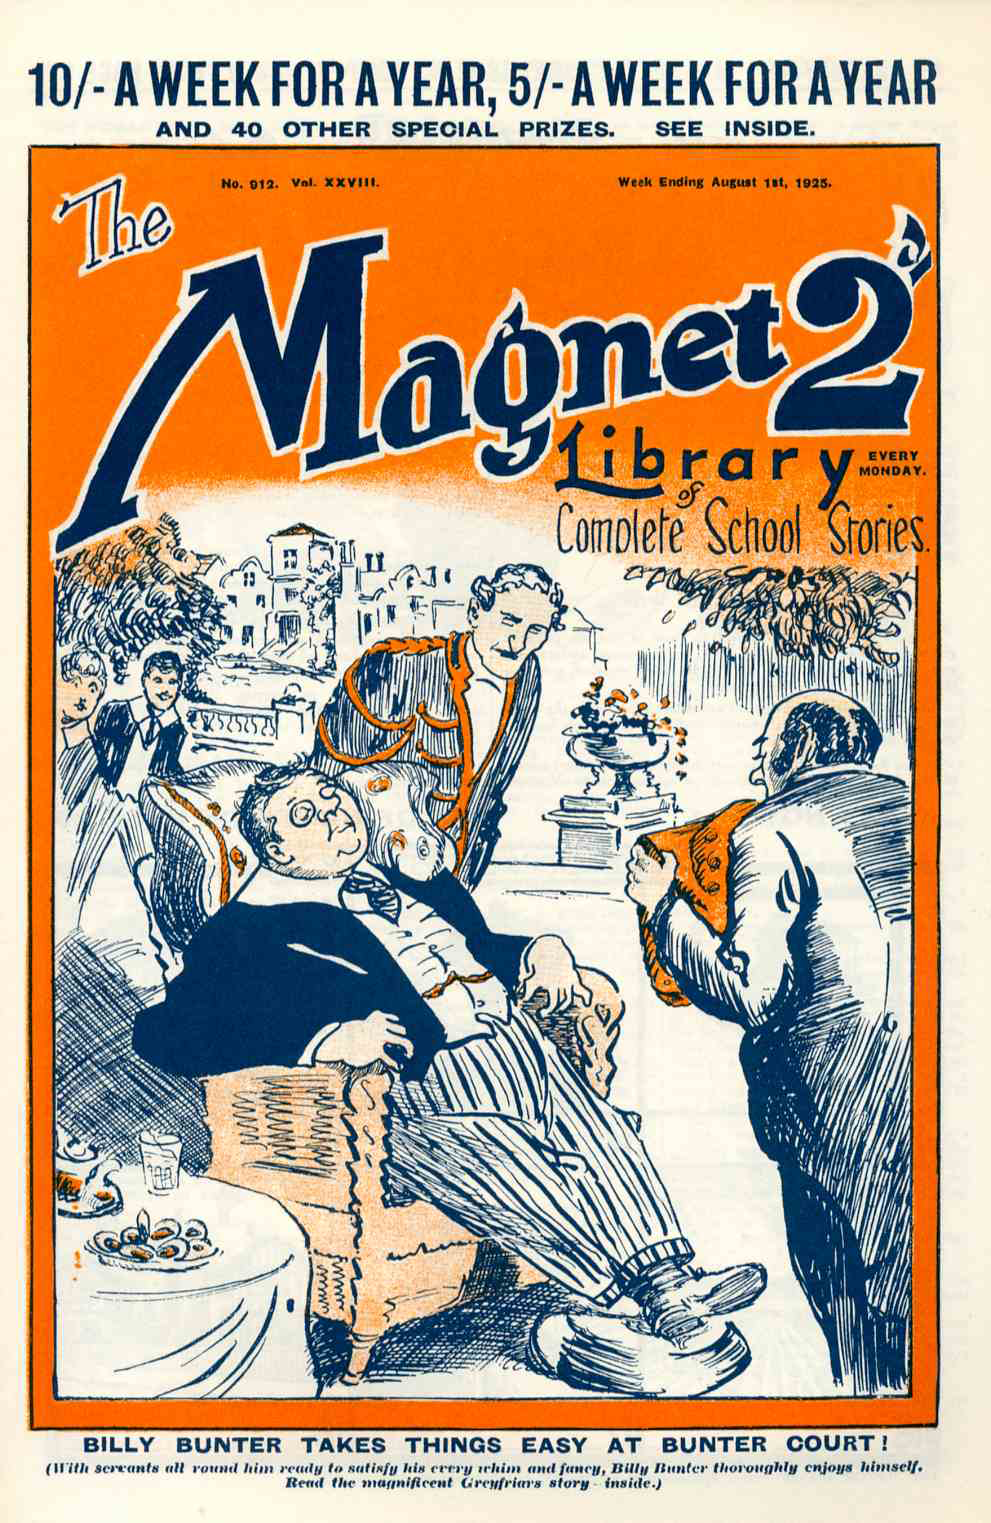 10/- A WEEK FOR A YEAR, 5/- A WEEK FOR A YEAR
AND 40 OTHER SPECIAL PRIZES. SEE INSIDE.
No. 912. Vol. XXVIII.
Week Ending August 1st, 1925.
The
Magnet 2d
Library
EVERY
MONDAY.
of
Complete School Stories.
BILLY BUNTER TAKES THINGS EASY AT BUNTER COURT!
(With servants all round him ready to satisfy his every whim and fancy, Billy Bunter thoroughly enjoys himself.
Read the magnificent Greyfriars story—inside.)